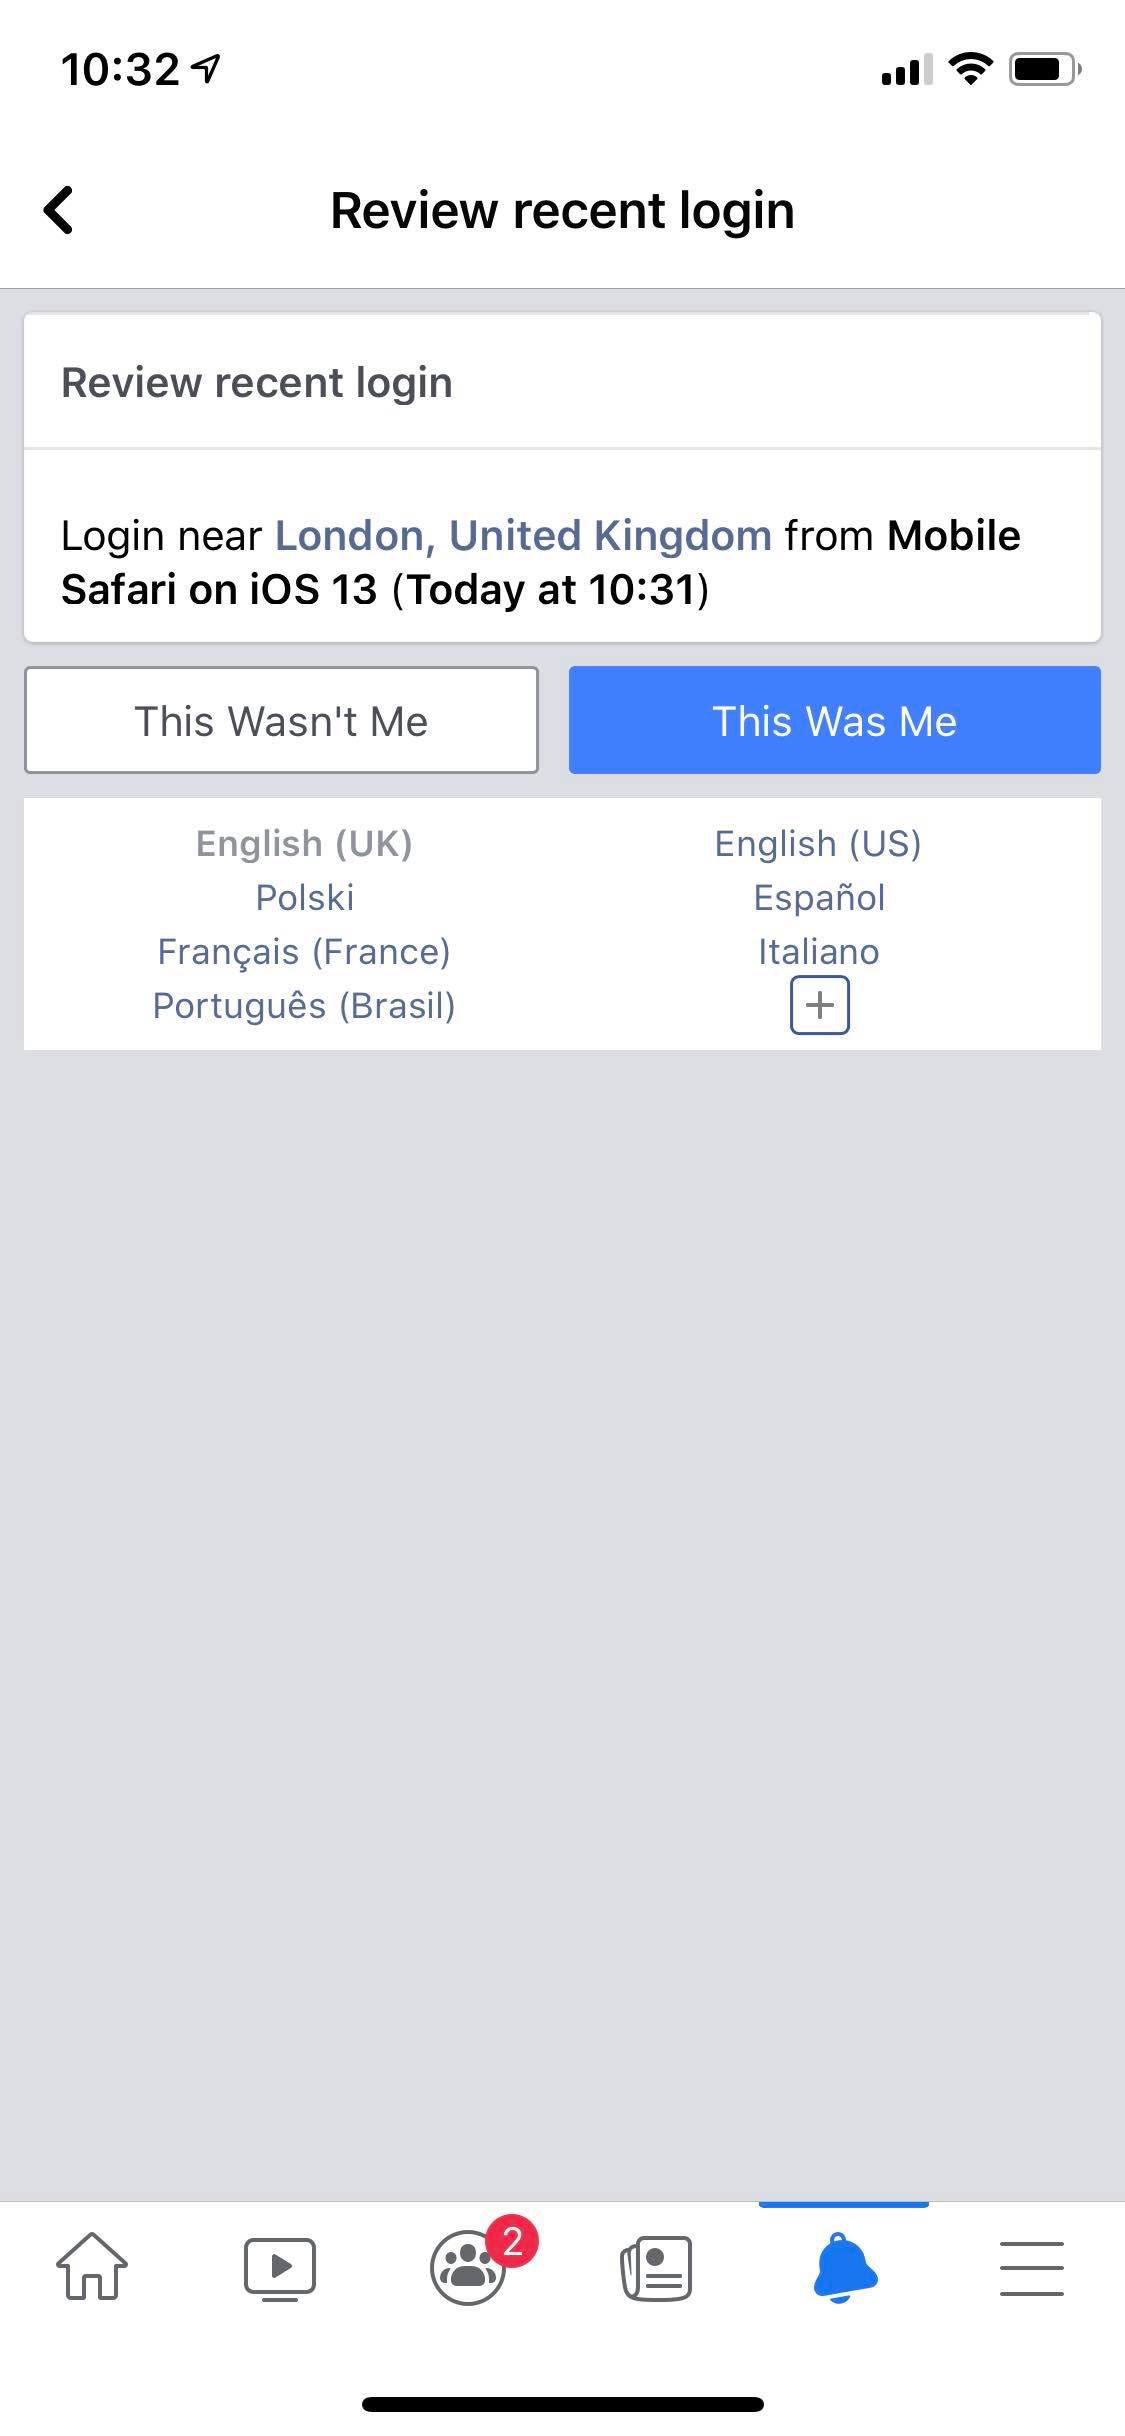 10:32
Review recent login
Review recent login
Login near London, United Kingdom from Mobile
Safari on iOS 13 (Today at 10:31)
This Wasn't Me
This Was Me
English (UK)
English (US)
Polski
Español
Français (France)
Italiano
Português (Brasil)
+
2